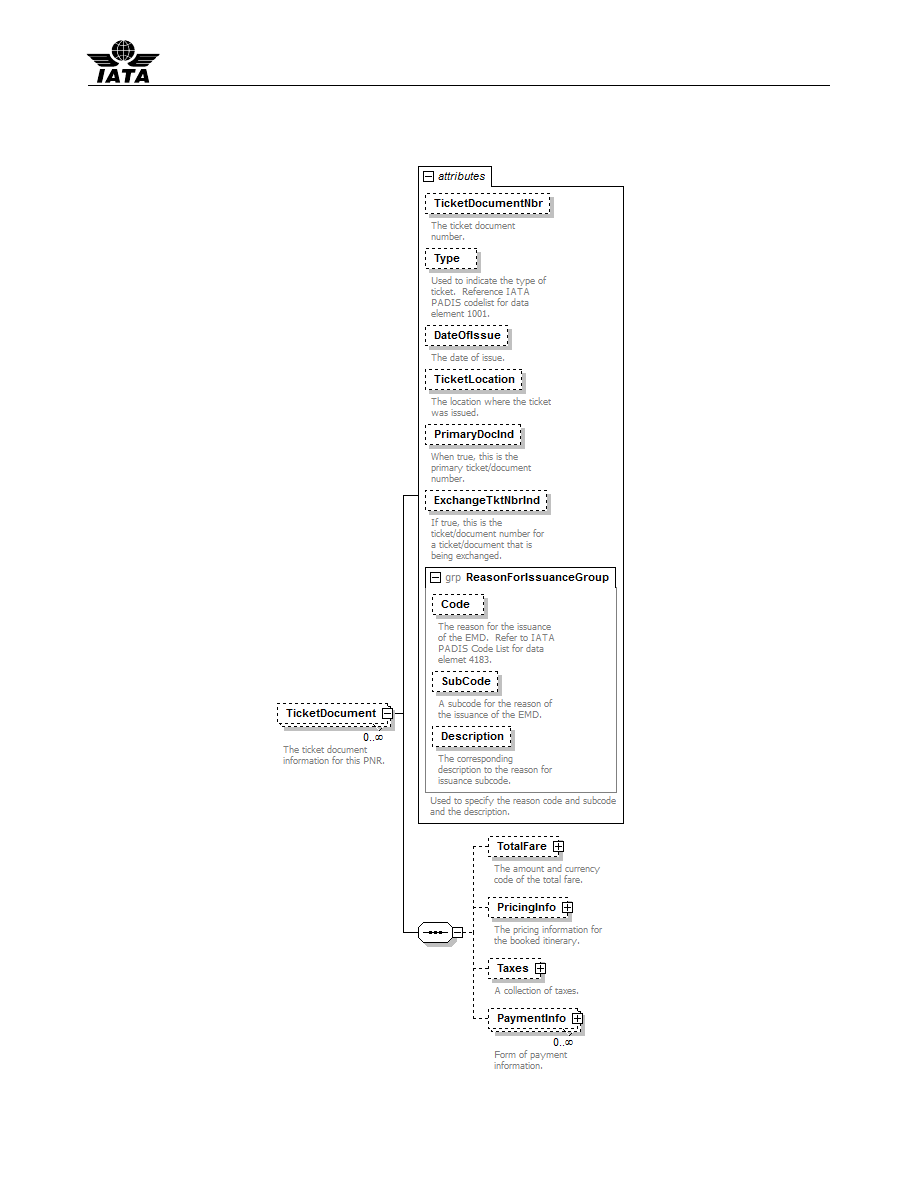 IATA
attributes
TicketDocumentNbr
The ticket document
number.
Type
Used to indicate the type of
ticket.  Reference IATA
PADIS codelist for data
element 1001.
DateOfIssue
The date of issue.
TicketLocation
The location where the ticket
was issued.
PrimaryDocInd
When true, this is the
primary ticket/document
number.
ExchangeTktNbrInd
If true, this is the
ticket/document number for
a ticket/document that is
being exchanged.
grp ReasonForIssuanceGroup
Code
The reason for the issuance
of the EMD.  Refer to IATA
PADIS Code List for data
elemet 4183.
SubCode
A subcode for the reason of
the issuance of the EMD.
Description
The corresponding
description to the reason for
issuance subcode.
Used to specify the reason code and subcode
and the description.
TicketDocument
0..∞
The ticket document
information for this PNR.
TotalFare
The amount and currency
code of the total fare.
PricingInfo
The pricing information for
the booked itinerary.
Taxes
A collection of taxes.
PaymentInfo
0..∞
Form of payment
information.